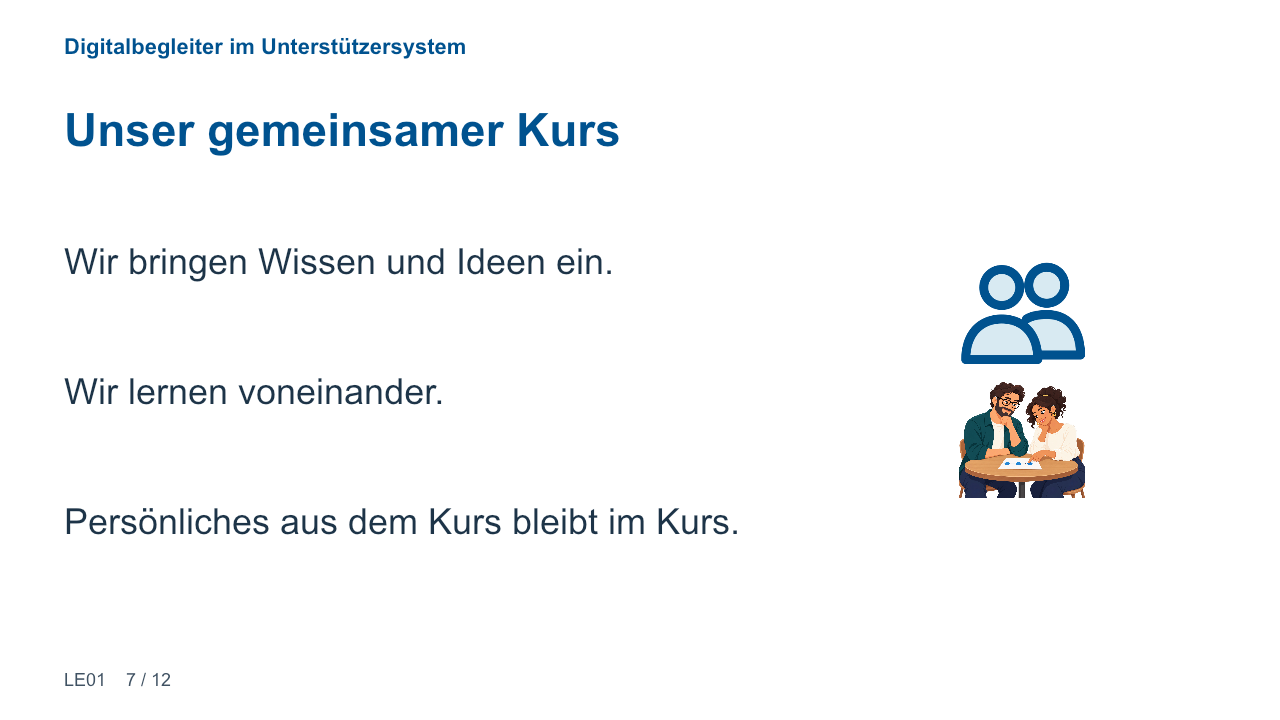 Digitalbegleiter im Unterstützersystem
Unser gemeinsamer Kurs
Wir bringen Wissen und Ideen ein.
Wir lernen voneinander.
Persönliches aus dem Kurs bleibt im Kurs.
LE01 7 / 12